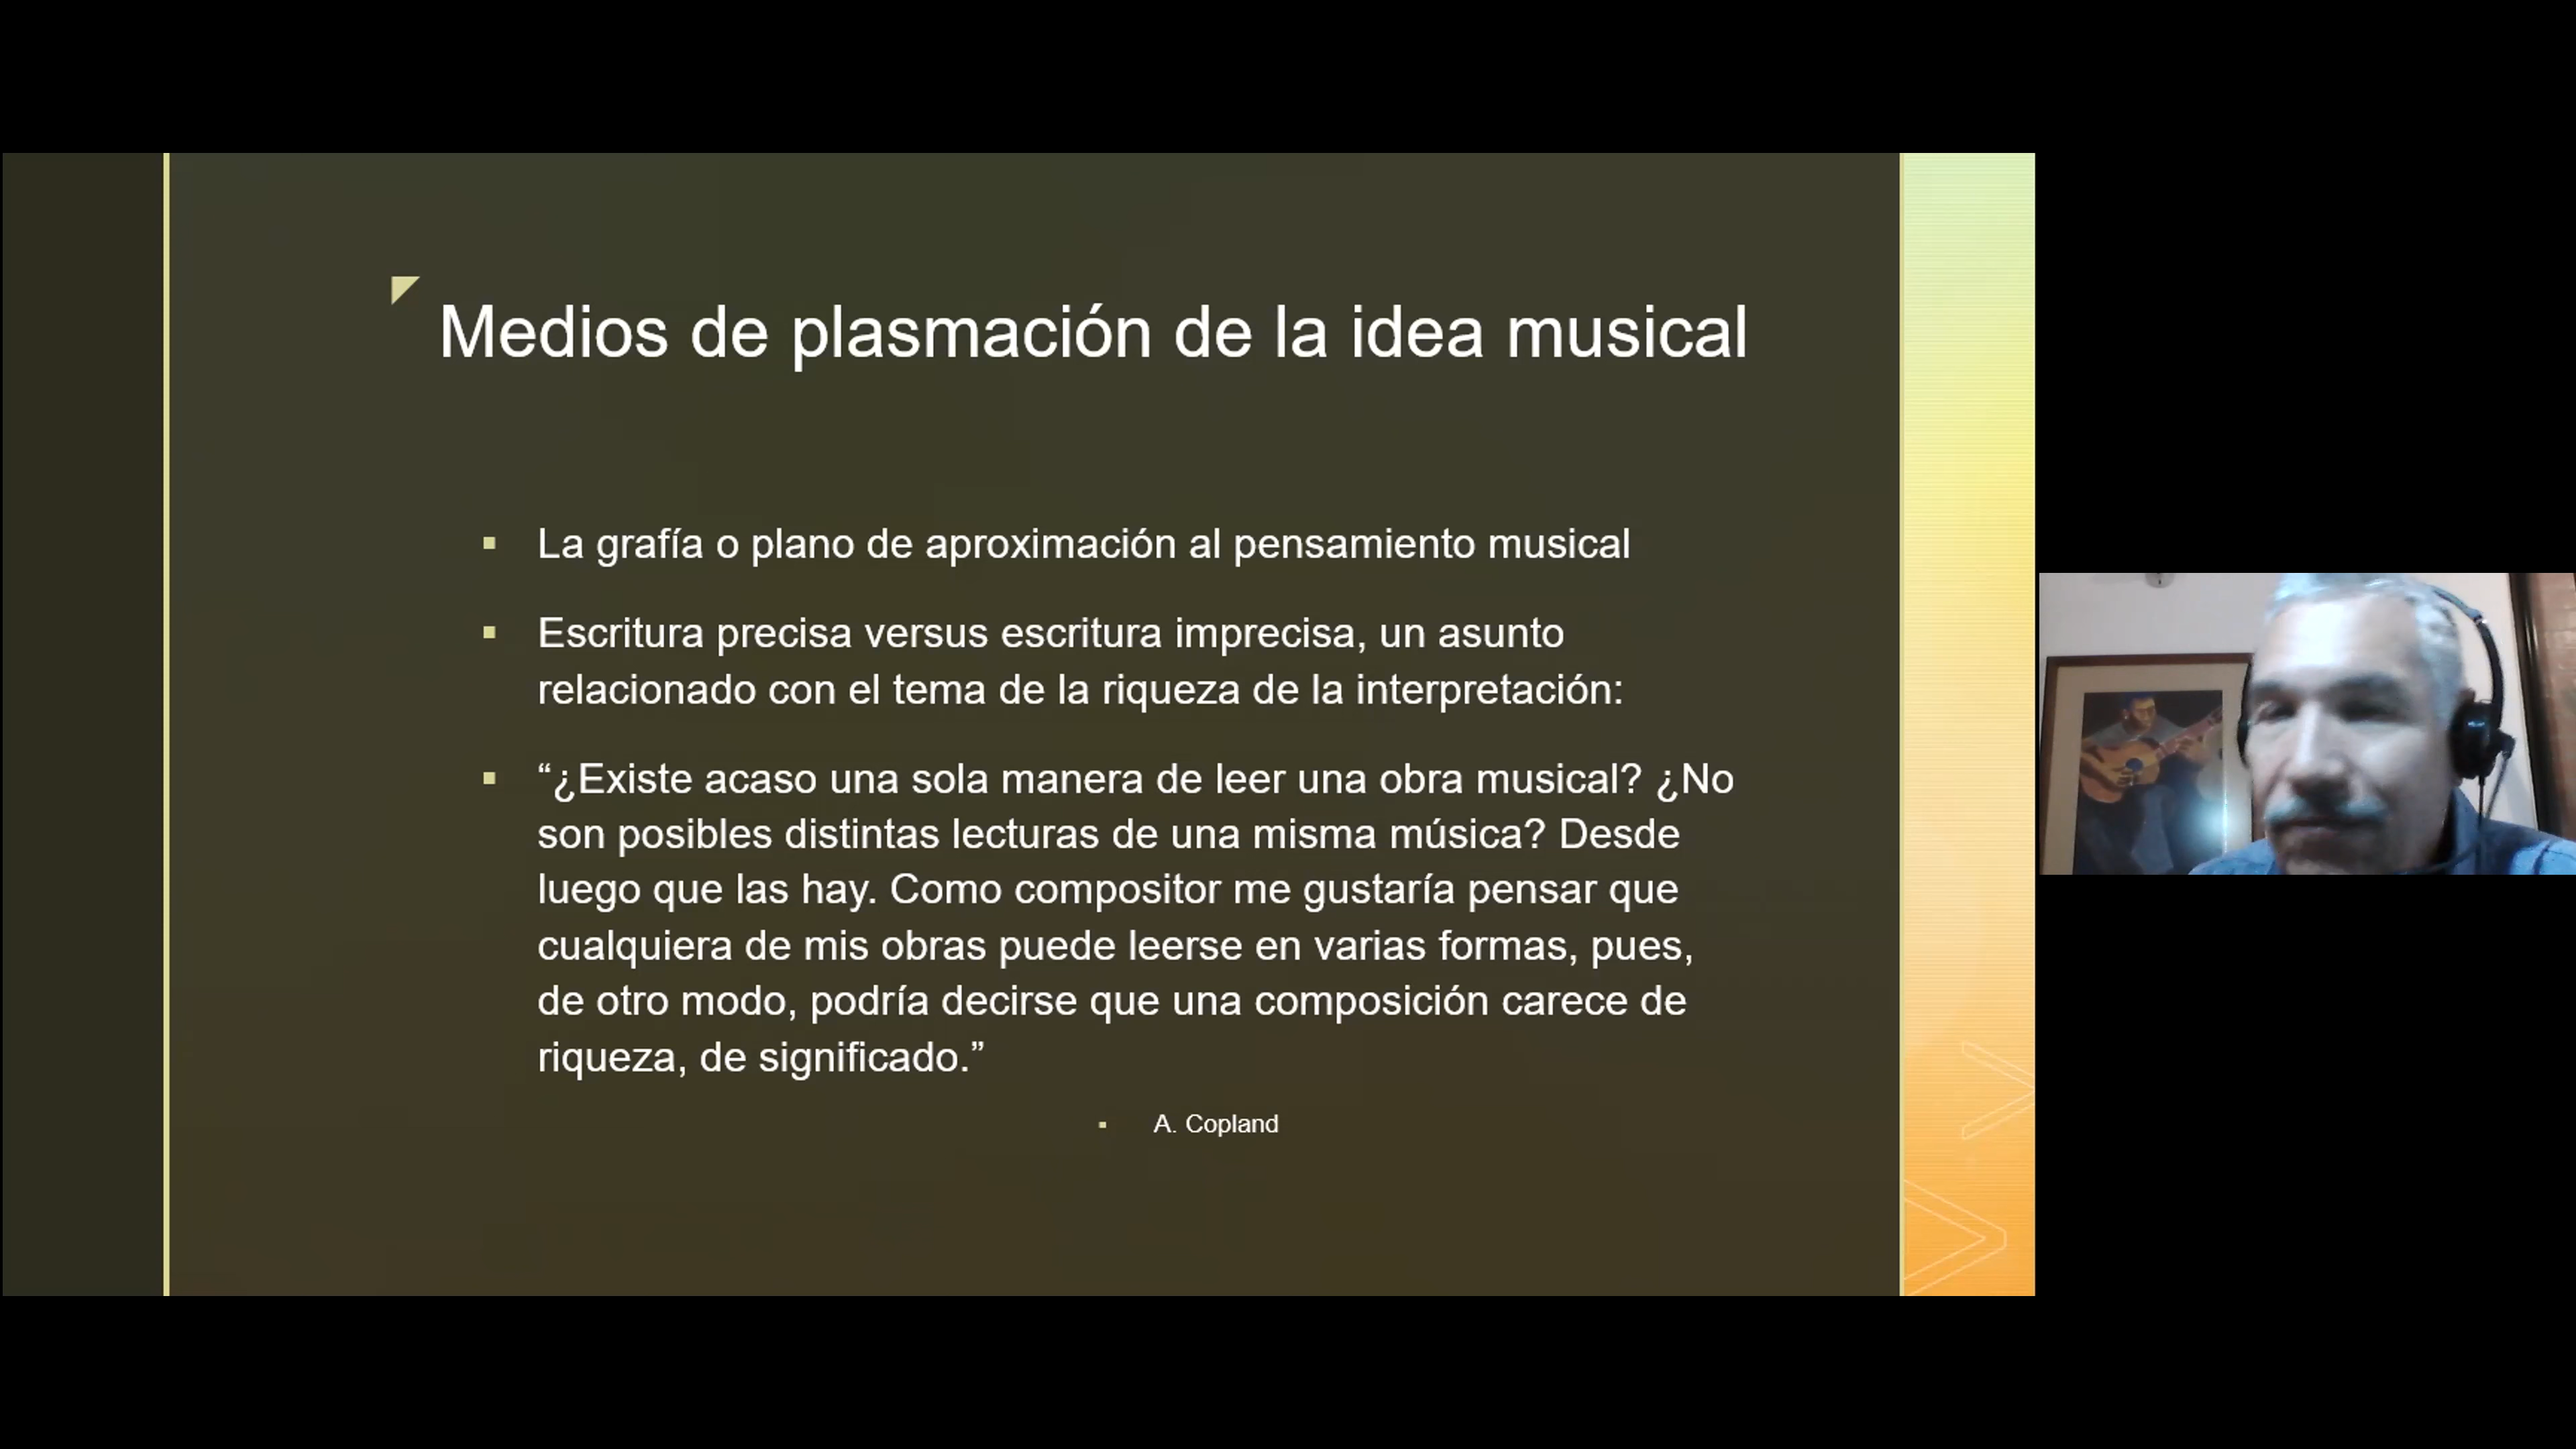 Medios de plasmación de la idea musical
La grafía o plano de aproximación al pensamiento musical
Escritura precisa versus escritura imprecisa, un asunto
relacionado con el tema de la riqueza de la interpretación:
“¿Existe acaso una sola manera de leer una obra musical? ¿No
son posibles distintas lecturas de una misma música? Desde
luego que las hay. Como compositor me gustaría pensar que
cualquiera de mis obras puede leerse en varias formas, pues,
de otro modo, podría decirse que una composición carece de
riqueza, de significado.”
A. Copland